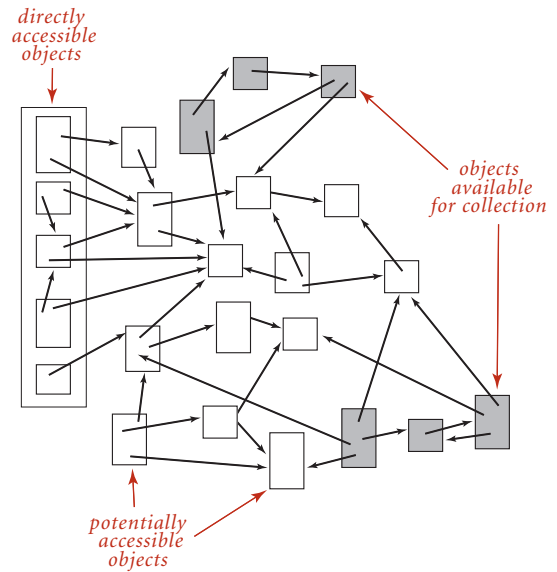 directly
accessible
objects
objects
available
for collection
potentially
accessible
objects